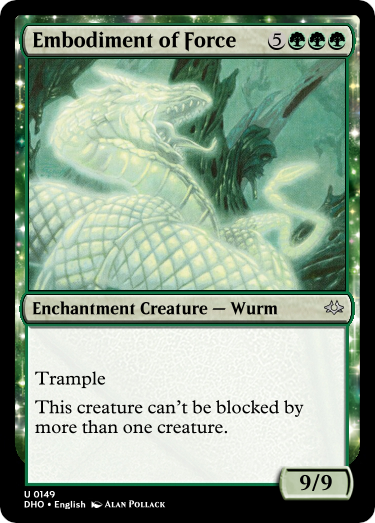 Embodiment of Force 5
Enchantment Creature — Wurm
Trample
This creature can't be blocked by
more than one creature.
9/9
U 0149
DHO • English Alan Pollack